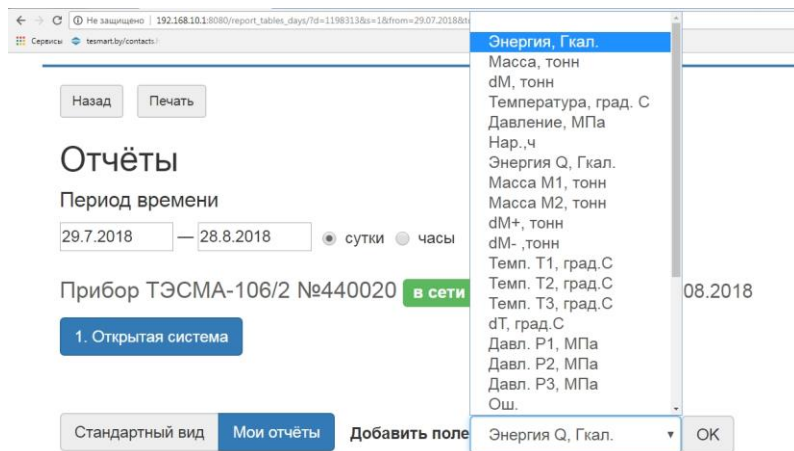 Не защищено | 192.168.10.1:8080/report_tables_days/?d=1198313&s=1&from=29.07.2018&t
Сервисы tesmart.by/contacts.
Назад Печать
Отчёты
Период времени
29.7.2018 — 28.8.2018 сутки часы
Прибор ТЭСМА-106/2 №440020 в сети 08.2018
1. Открытая система
Энергия, Гкал.
Масса, тонн
dM, тонн
Температура, град. С
Давление, МПа
Нар.,ч
Энергия Q, Гкал.
Масса М1, тонн
Масса М2, тонн
dM+, тонн
dM- ,тонн
Темп. Т1, град.С
Темп. Т2, град.С
Темп. Т3, град.С
dT, град.С
Давл. Р1, МПа
Давл. Р2, МПа
Давл. Р3, МПа
Ош.
Стандартный вид Мои отчёты Добавить поле Энергия Q, Гкал. OK